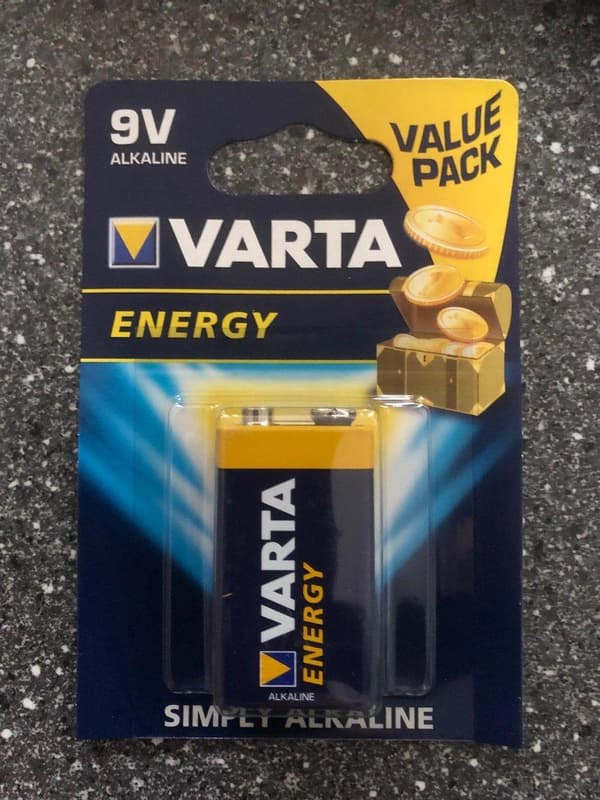 9V
ALKALINE
VALUE
PACK
VARTA
ENERGY
VARTA
ENERGY
ALKALINE
SIMPLY ALKALINE